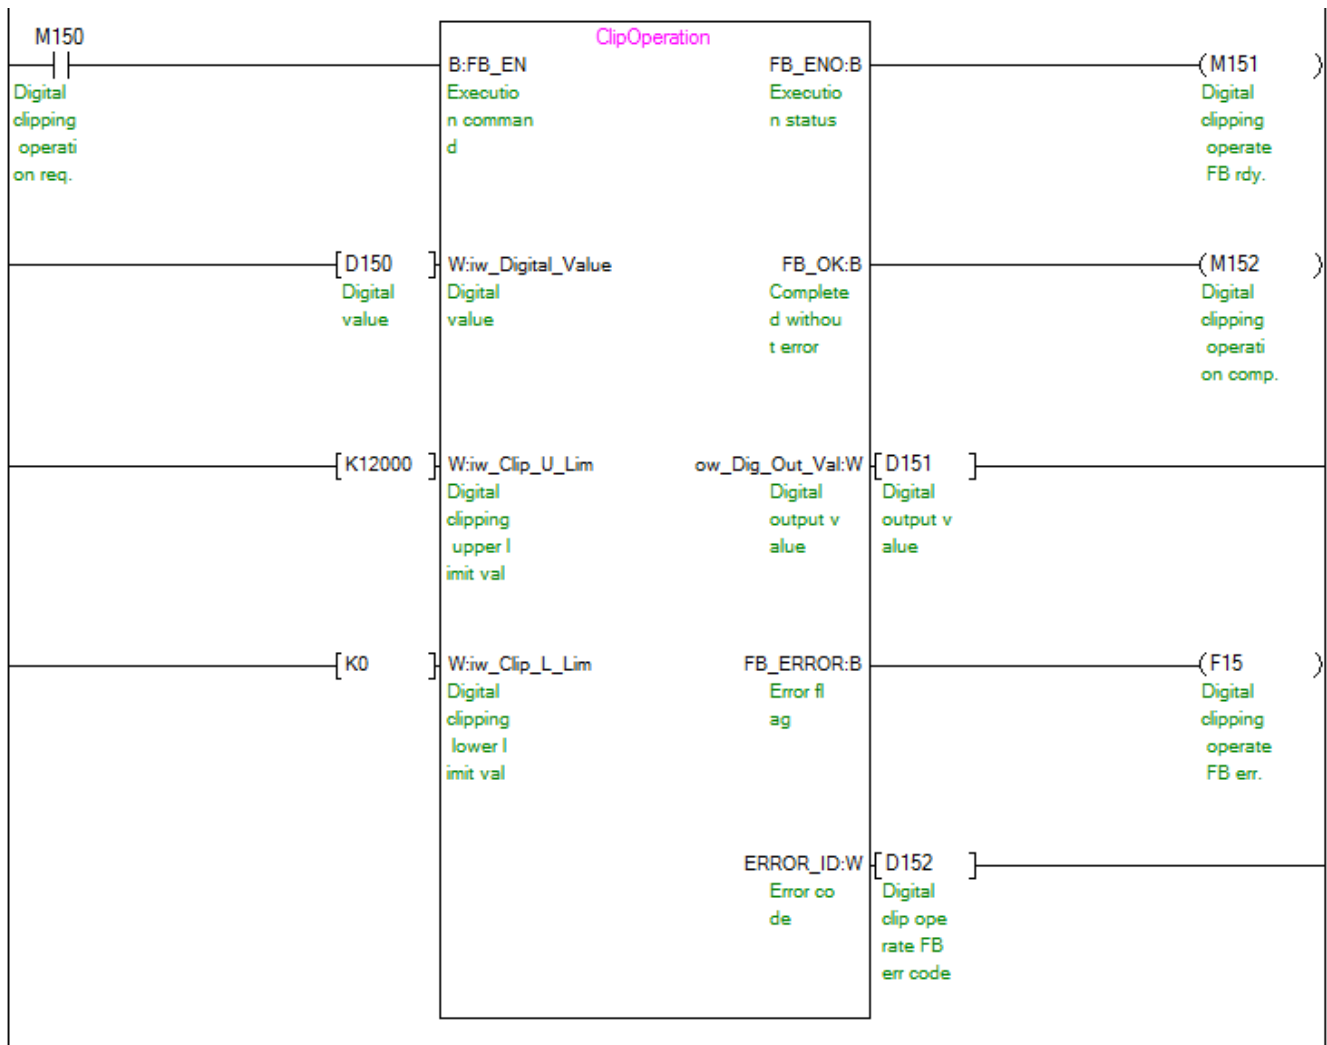 M150
ClipOperation
B:FB_EN
FB_ENO:B
M151
Digital
clipping
operati
on req.
Executio
n comman
d
Executio
n status
Digital
clipping
operate
FB rdy.
D150
W:iw_Digital_Value
FB_OK:B
M152
Digital
value
Digital
value
Complete
d withou
t error
Digital
clipping
operati
on comp.
K12000
W:iw_Clip_U_Lim
ow_Dig_Out_Val:W
D151
Digital
clipping
upper l
imit val
Digital
output v
alue
Digital
output v
alue
K0
W:iw_Clip_L_Lim
FB_ERROR:B
F15
Digital
clipping
lower l
imit val
Error fl
ag
Digital
clipping
operate
FB err.
ERROR_ID:W
D152
Error co
de
Digital
clip ope
rate FB
err code